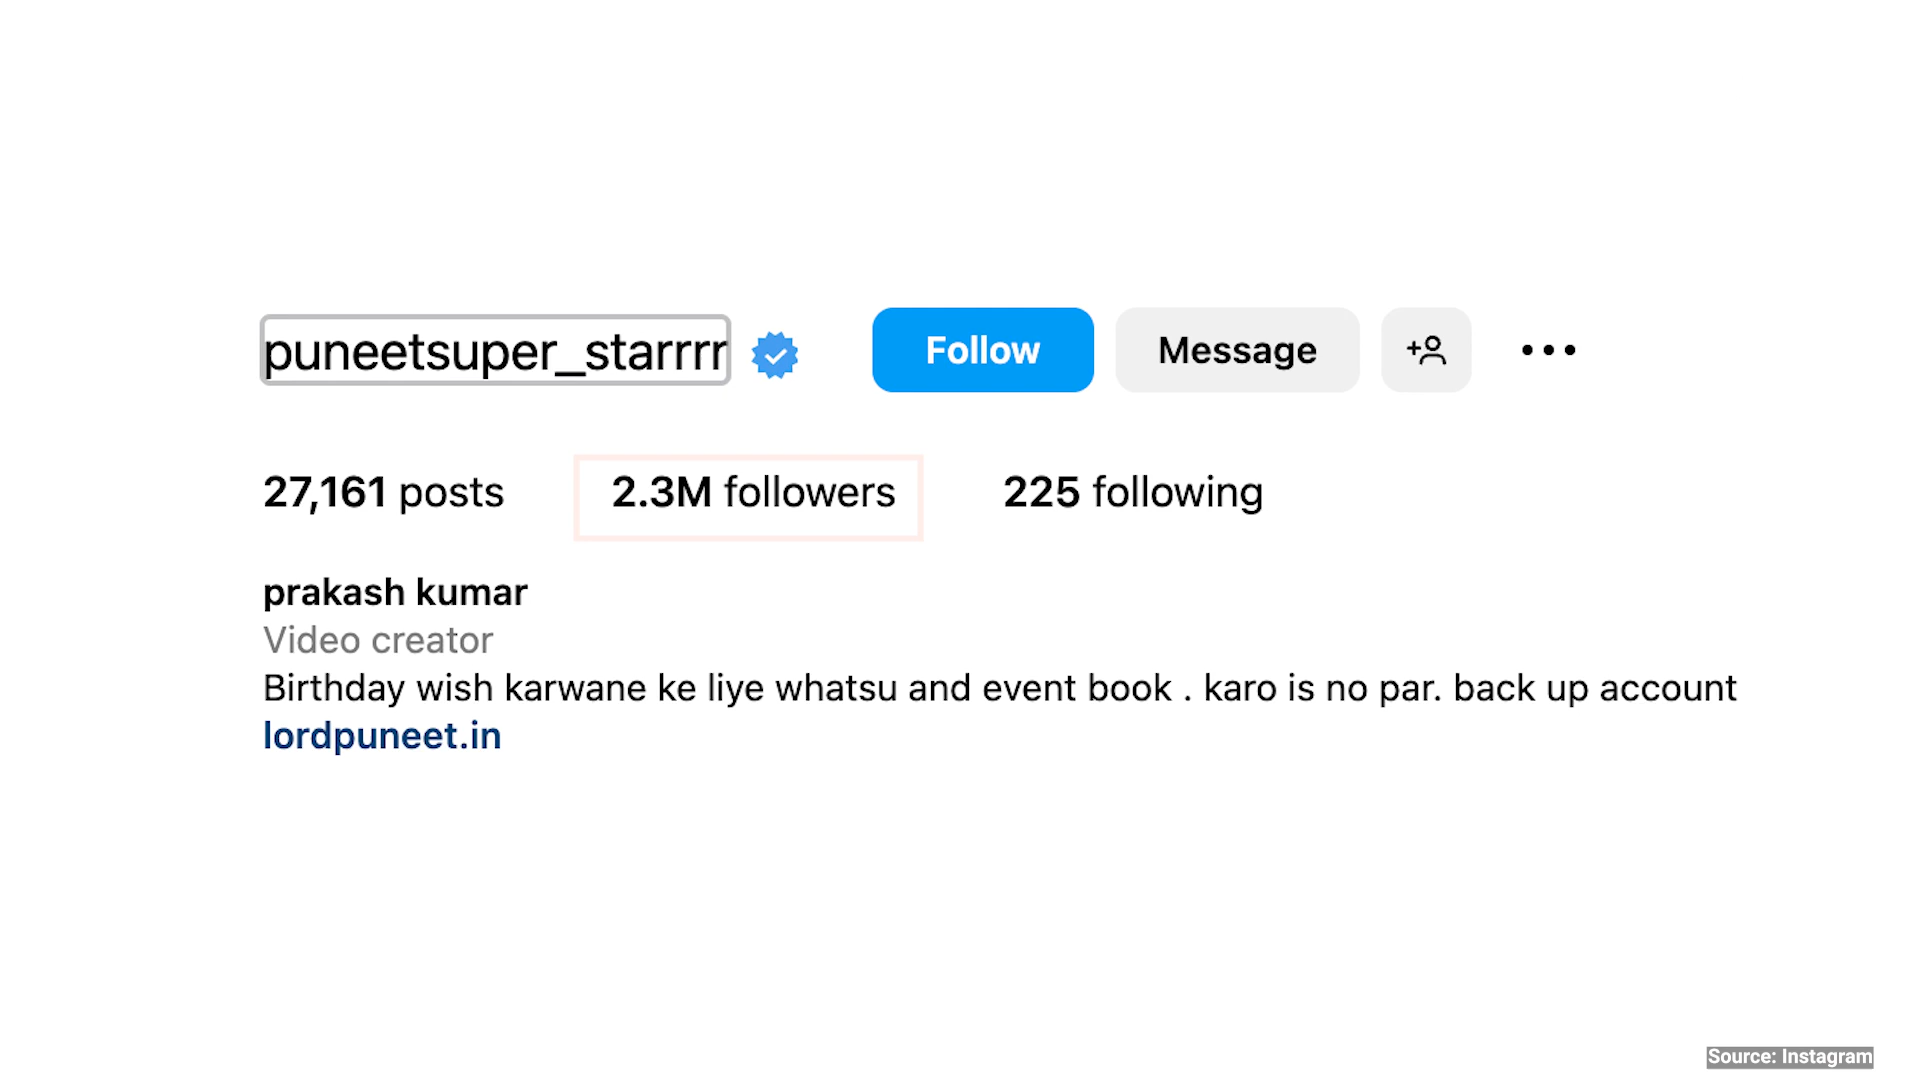 puneetsuper_starrrr
Follow
Message
27,161 posts
2.3M followers
225 following
prakash kumar
Video creator
Birthday wish karwane ke liye whatsu and event book . karo is no par. back up account
lordpuneet.in
Source: Instagram